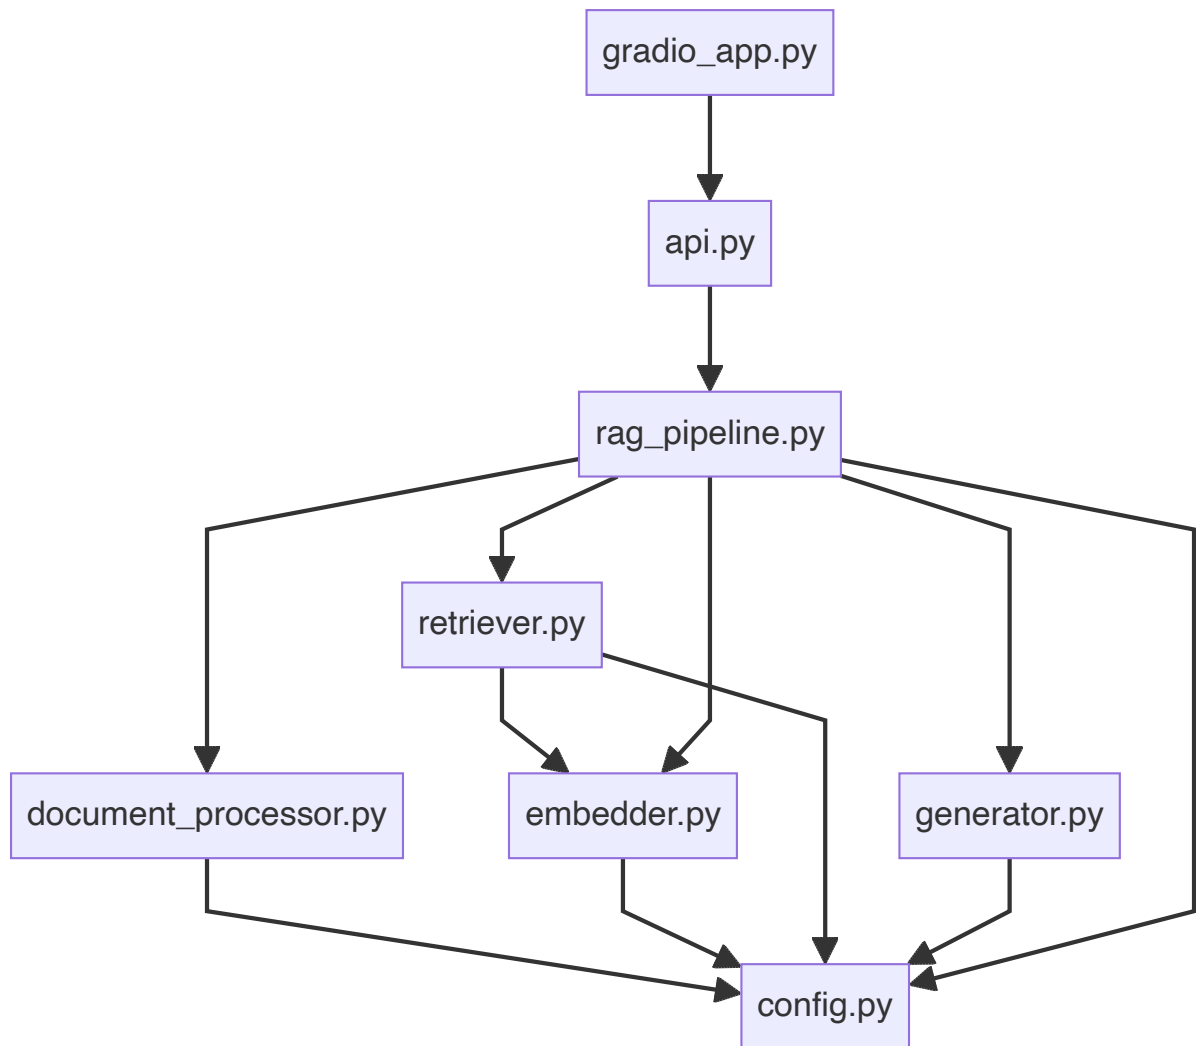 gradio_app.py
api.py
rag_pipeline.py
retriever.py
document_processor.py
embedder.py
generator.py
config.py